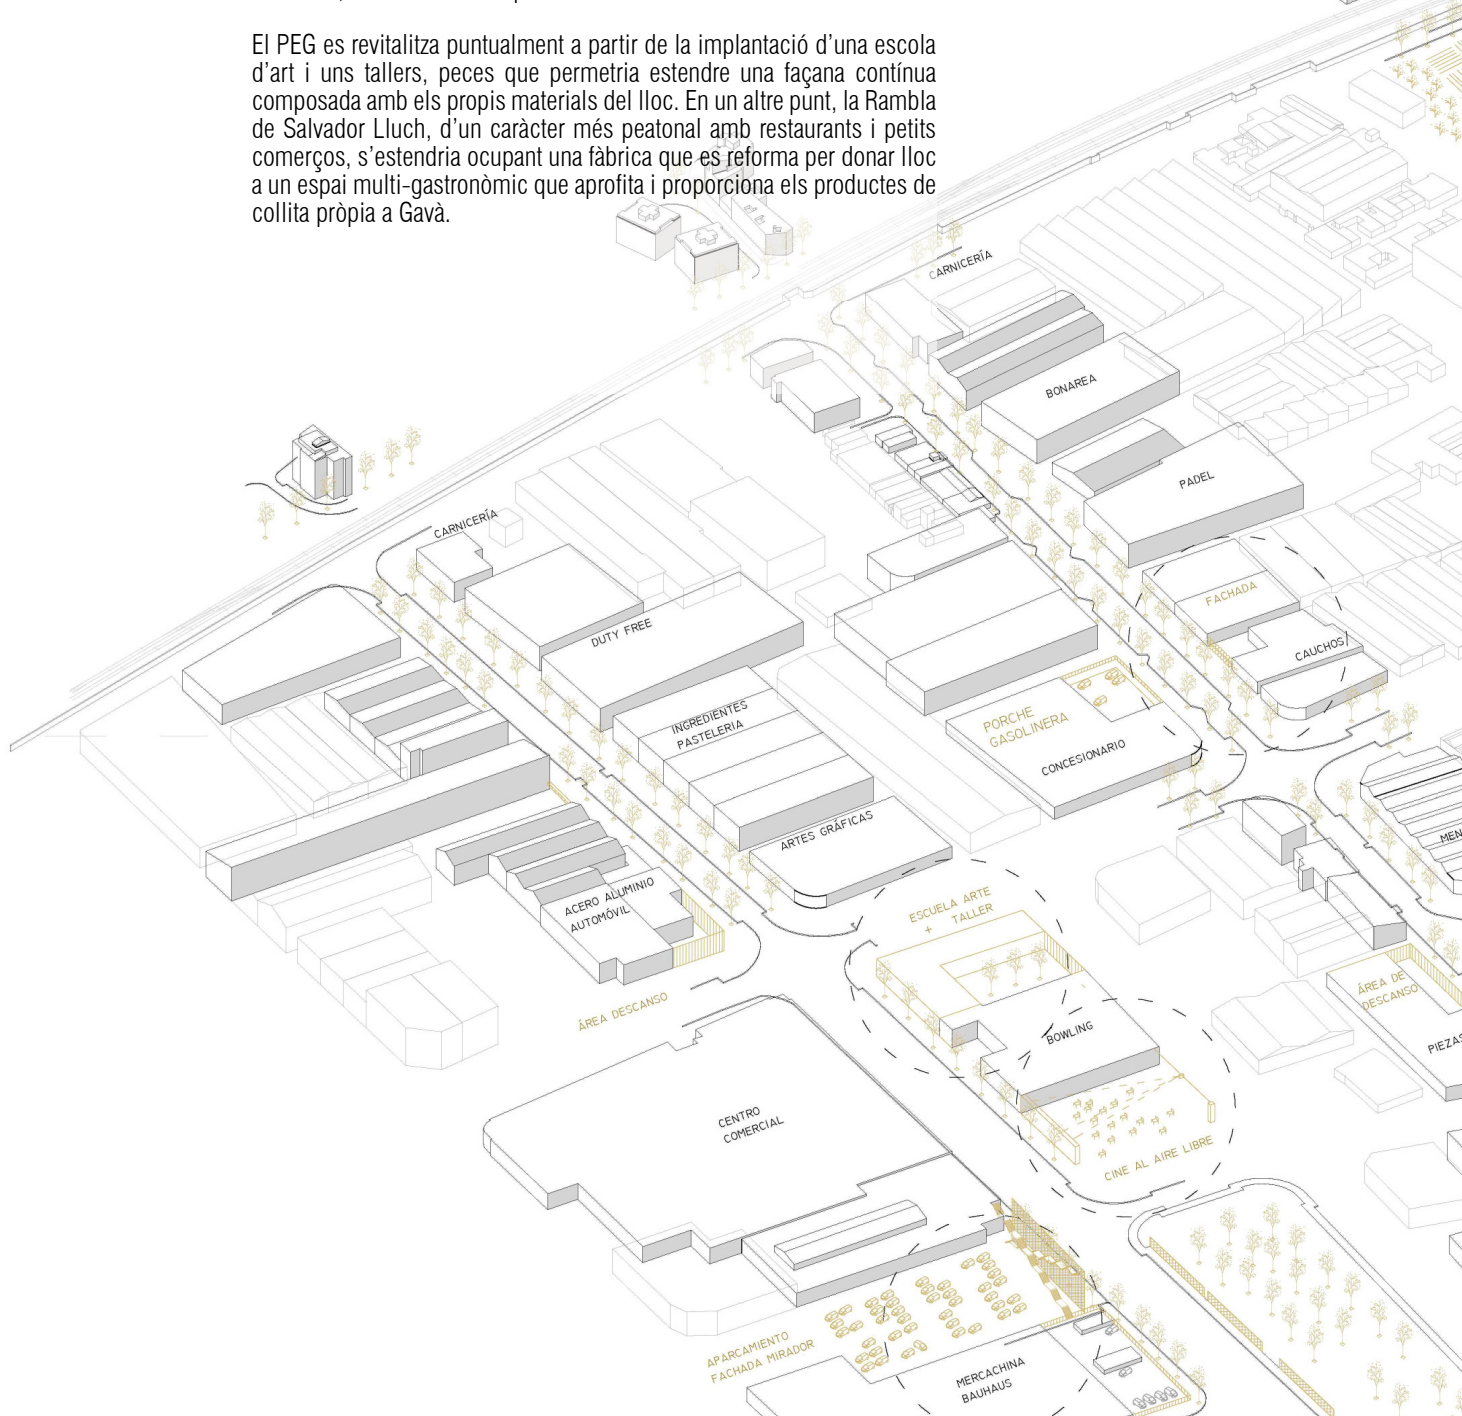 El PEG es revitalitza puntualment a partir de la implantació d’una escola
d’art i uns tallers, peces que permetria estendre una façana contínua
composada amb els propis materials del lloc. En un altre punt, la Rambla
de Salvador Lluch, d’un caràcter més peatonal amb restaurants i petits
comerços, s’estendria ocupant una fàbrica que es reforma per donar lloc
a un espai multi-gastronòmic que aprofita i proporciona els productes de
collita pròpia a Gavà.
CARNICERÍA
BONAREA
PADEL
CARNICERÍA
FACHADA
DUTY FREE
CAUCHOS
INGREDIENTES
PASTELERIA
PORCHE
GASOLINERA
CONCESIONARIO
ARTES GRÁFICAS
MEN
ACERO ALUMINIO
AUTOMÓVIL
ESCUELA ARTE
+ TALLER
ÁREA DESCANSO
ÁREA DE
DESCANSO
BOWLING
PIEZAS
CENTRO
COMERCIAL
CINE AL AIRE LIBRE
APARCAMIENTO
FACHADA MIRADOR
MERCACHINA
BAUHAUS